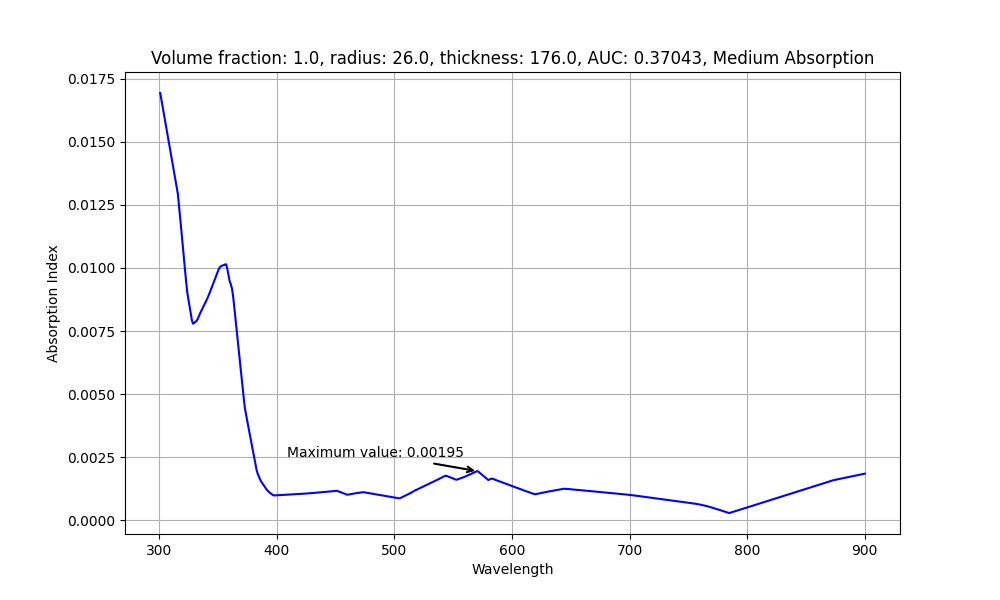 Volume fraction: 1.0, radius: 26.0, thickness: 176.0, AUC: 0.37043, Medium Absorption
0.0175
0.0150
0.0125
0.0100
0.0075
0.0050
0.0025
0.0000
Absorption Index
Maximum value: 0.00195
300 400 500 600 700 800 900
Wavelength